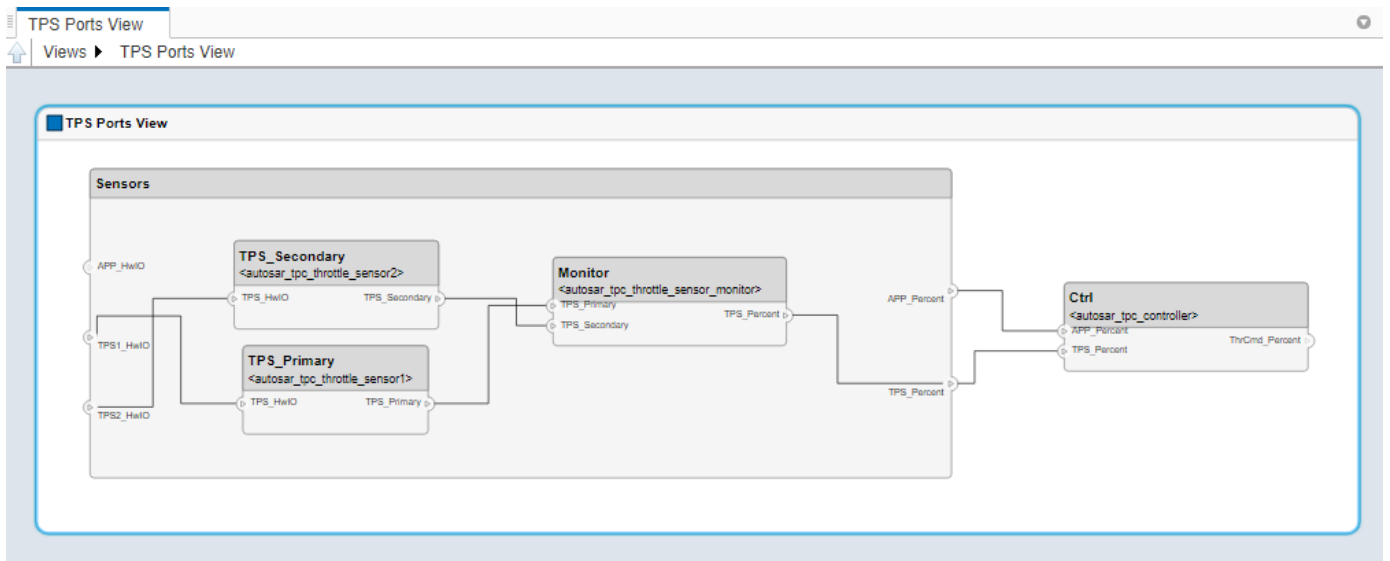 TPS Ports View
Views TPS Ports View
TPS Ports View
Sensors
APP_HwIO
TPS1_HwIO
TPS2_HwIO
TPS_Secondary
<autosar_tpc_throttle_sensor2>
TPS_HwIO TPS_Secondary
TPS_Primary
<autosar_tpc_throttle_sensor1>
TPS_HwIO TPS_Primary
Monitor
<autosar_tpc_throttle_sensor_monitor>
TPS_Primary
TPS_Percent
TPS_Secondary
APP_Percent
TPS_Percent
Ctrl
<autosar_tpc_controller>
APP_Percent
ThrCmd_Percent
TPS_Percent